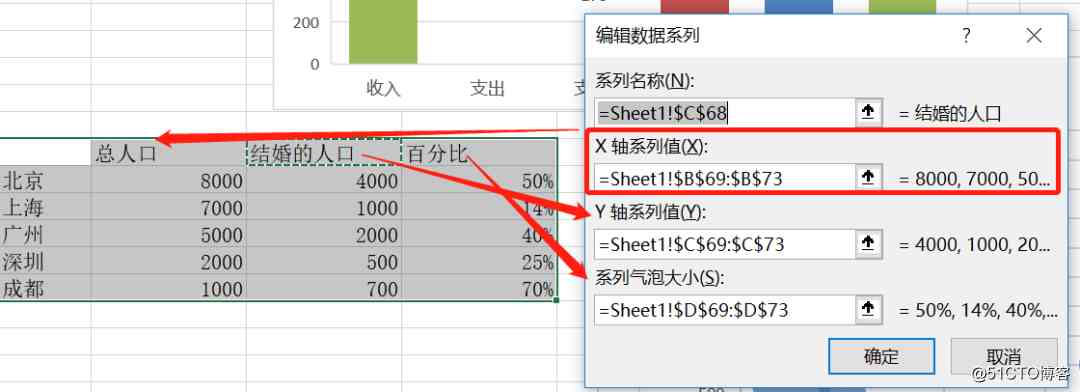 200
0
收入
支出
总人口 结婚的人口 百分比
北京 8000 4000 50%
上海 7000 1000 14%
广州 5000 2000 40%
深圳 2000 500 25%
成都 1000 700 70%
编辑数据系列 ?
系列名称(N):
=Sheet1!$C$68 = 结婚的人口
X 轴系列值(X):
=Sheet1!$B$69:$B$73 = 8000, 7000, 50...
Y 轴系列值(Y):
=Sheet1!$C$69:$C$73 = 4000, 1000, 20...
系列气泡大小(S):
=Sheet1!$D$69:$D$73 = 50%, 14%, 40%,...
确定 取消
@51CTO博客